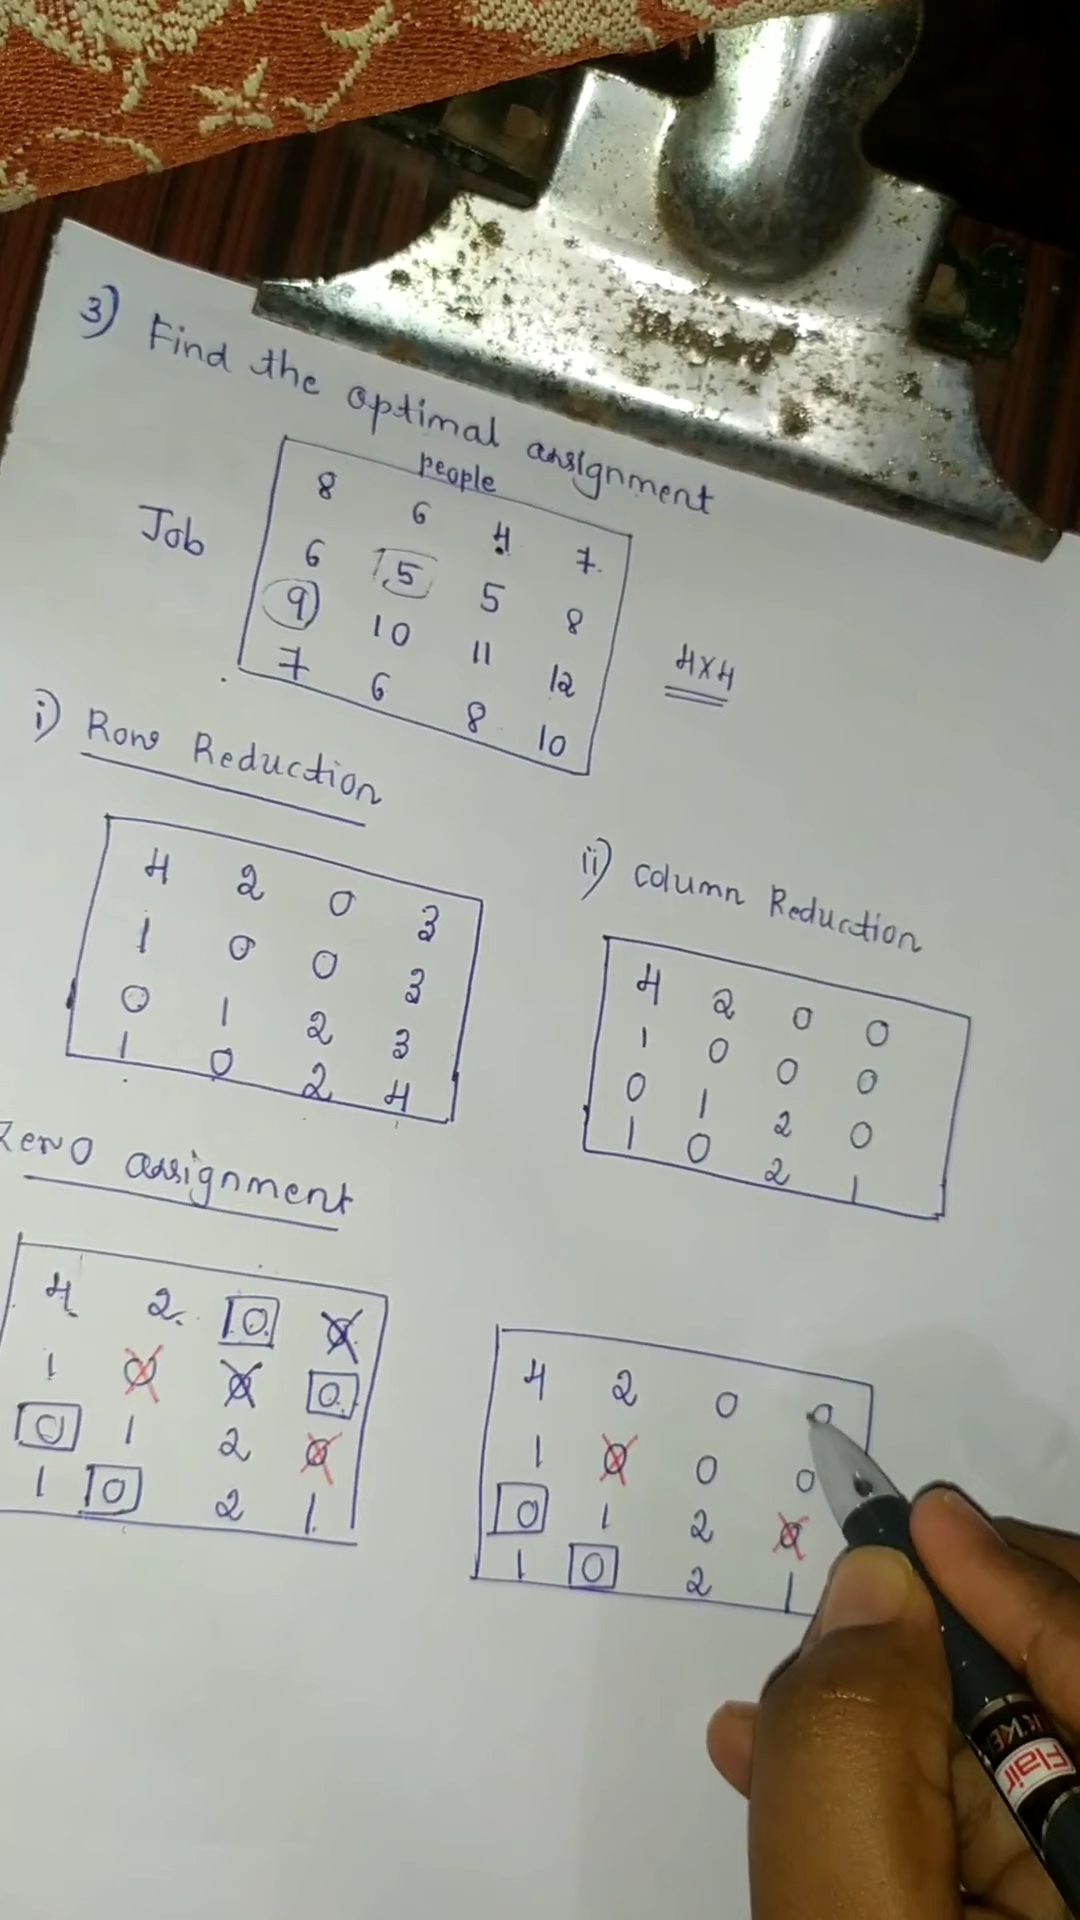 3) Find the optimal assignment
people
Job
8 6 4 7
6 5 5 8
9 10 11 12
7 6 8 10
4x4
i) Row Reduction
4 2 0 3
1 0 0 3
0 1 2 3
1 0 2 4
ii) Column Reduction
4 2 0 0
1 0 0 0
0 1 2 0
1 0 2 1
Zero assignment
4 2 0 0
1 0 0 0
0 1 2 0
1 0 2 1
4 2 0 0
1 0 0 0
0 1 2 0
1 0 2 1
Flair